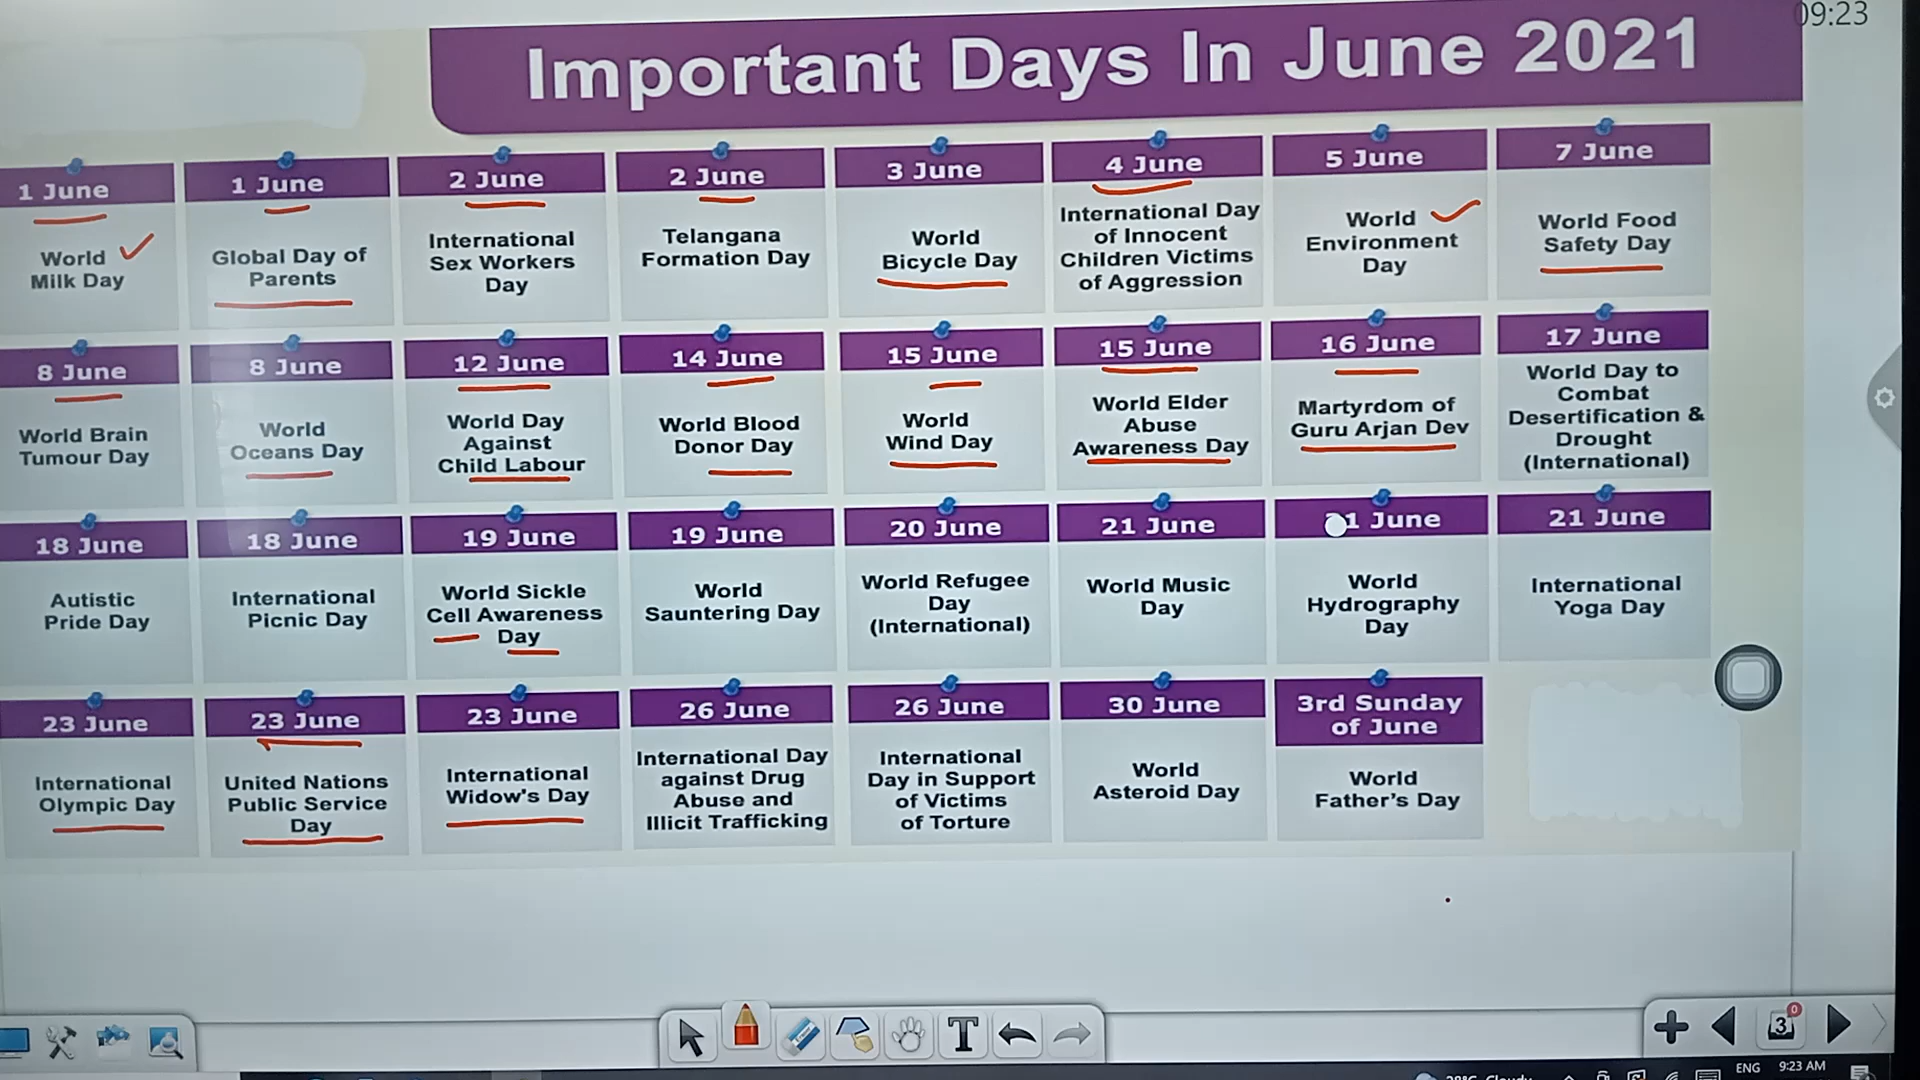 09:23
Important Days In June 2021
1 June
World
Milk Day
1 June
Global Day of
Parents
2 June
International
Sex Workers
Day
2 June
Telangana
Formation Day
3 June
World
Bicycle Day
4 June
International Day
of Innocent
Children Victims
of Aggression
5 June
World
Environment
Day
7 June
World Food
Safety Day
8 June
World Brain
Tumour Day
8 June
World
Oceans Day
12 June
World Day
Against
Child Labour
14 June
World Blood
Donor Day
15 June
World
Wind Day
15 June
World Elder
Abuse
Awareness Day
16 June
Martyrdom of
Guru Arjan Dev
17 June
World Day to
Combat
Desertification &
Drought
(International)
18 June
Autistic
Pride Day
18 June
International
Picnic Day
19 June
World Sickle
Cell Awareness
Day
19 June
World
Sauntering Day
20 June
World Refugee
Day
(International)
21 June
World Music
Day
1 June
World
Hydrography
Day
21 June
International
Yoga Day
23 June
International
Olympic Day
23 June
United Nations
Public Service
Day
23 June
International
Widow's Day
26 June
International Day
against Drug
Abuse and
Illicit Trafficking
26 June
International
Day in Support
of Victims
of Torture
30 June
World
Asteroid Day
3rd Sunday
of June
World
Father's Day
T
3
0
ENG
9:23 AM